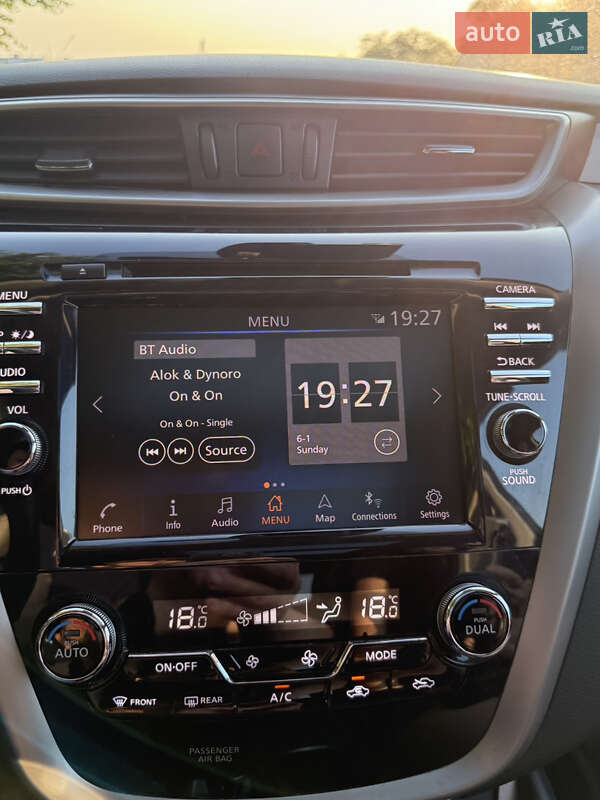 auto RIA .com
MENU
CAMERA
MENU
19:27
BT Audio
Alok & Dynoro
On & On
On & On - Single
Source
19:27
6-1
Sunday
BACK
UDIO
TUNE·SCROLL
VOL
PUSH
PUSH
SOUND
Phone
Info
Audio
MENU
Map
Connections
Settings
18.0°C
18.0°C
PUSH
AUTO
PUSH
DUAL
ON·OFF
MODE
FRONT
REAR
A/C
PASSENGER
AIR BAG